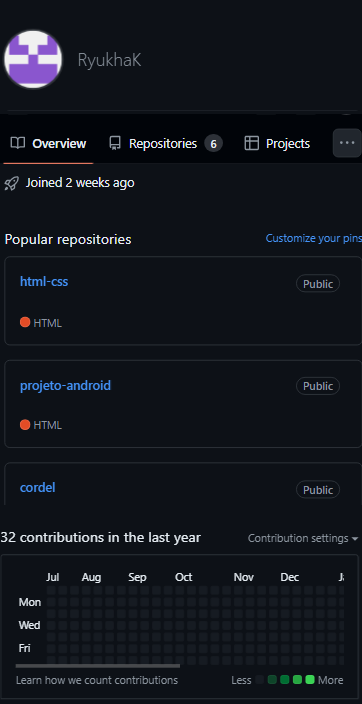 RyukhaK
Overview Repositories 6 Projects ...
Joined 2 weeks ago
Popular repositories Customize your pins
html-css Public
HTML
projeto-android Public
HTML
cordel Public
32 contributions in the last year Contribution settings
Jul Aug Sep Oct Nov Dec
Mon
Wed
Fri
Learn how we count contributions Less More